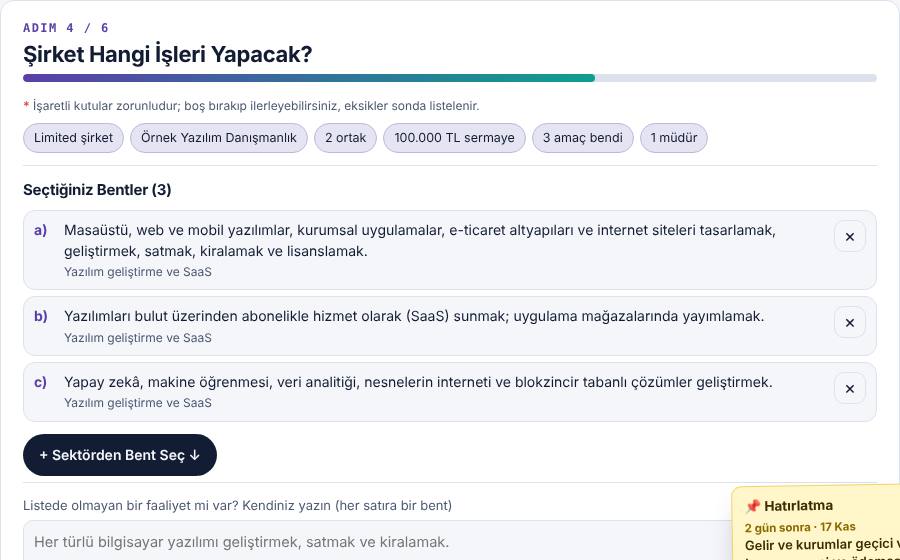 ADIM 4 / 6
Şirket Hangi İşleri Yapacak?
* İşaretli kutular zorunludur; boş bırakıp ilerleyebilirsiniz, eksikler sonda listelenir.
Limited şirket
Örnek Yazılım Danışmanlık
2 ortak
100.000 TL sermaye
3 amaç bendi
1 müdür
Seçtiğiniz Bentler (3)
a) Masaüstü, web ve mobil yazılımlar, kurumsal uygulamalar, e-ticaret altyapıları ve internet siteleri tasarlamak,
geliştirmek, satmak, kiralamak ve lisanslamak.
Yazılım geliştirme ve SaaS
b) Yazılımları bulut üzerinden abonelikle hizmet olarak (SaaS) sunmak; uygulama mağazalarında yayımlamak.
Yazılım geliştirme ve SaaS
c) Yapay zekâ, makine öğrenmesi, veri analitiği, nesnelerin interneti ve blokzincir tabanlı çözümler geliştirmek.
Yazılım geliştirme ve SaaS
+ Sektörden Bent Seç ↓
Listede olmayan bir faaliyet mi var? Kendiniz yazın (her satıra bir bent)
Her türlü bilgisayar yazılımı geliştirmek, satmak ve kiralamak.
📌 Hatırlatma
2 gün sonra · 17 Kas
Gelir ve kurumlar geçici